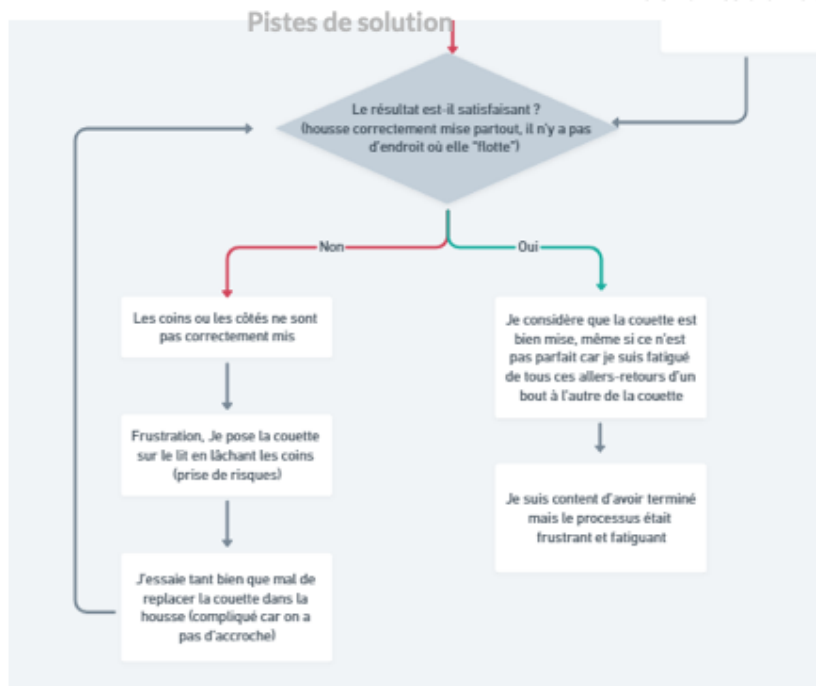 Pistes de solution
Le résultat est-il satisfaisant ?
(housse correctement mise partout, il n'y a pas
d'endroit où elle "flotte")
Non
Oui
Les coins ou les côtés ne sont
pas correctement mis
Frustration, Je pose la couette
sur le lit en lâchant les coins
(prise de risques)
J'essaie tant bien que mal de
replacer la couette dans la
housse (compliqué car on a
pas d'accroche)
Je considère que la couette est
bien mise, même si ce n'est
pas parfait car je suis fatigué
de tous ces allers-retours d'un
bout à l'autre de la couette
Je suis content d'avoir terminé
mais le processus était
frustrant et fatiguant